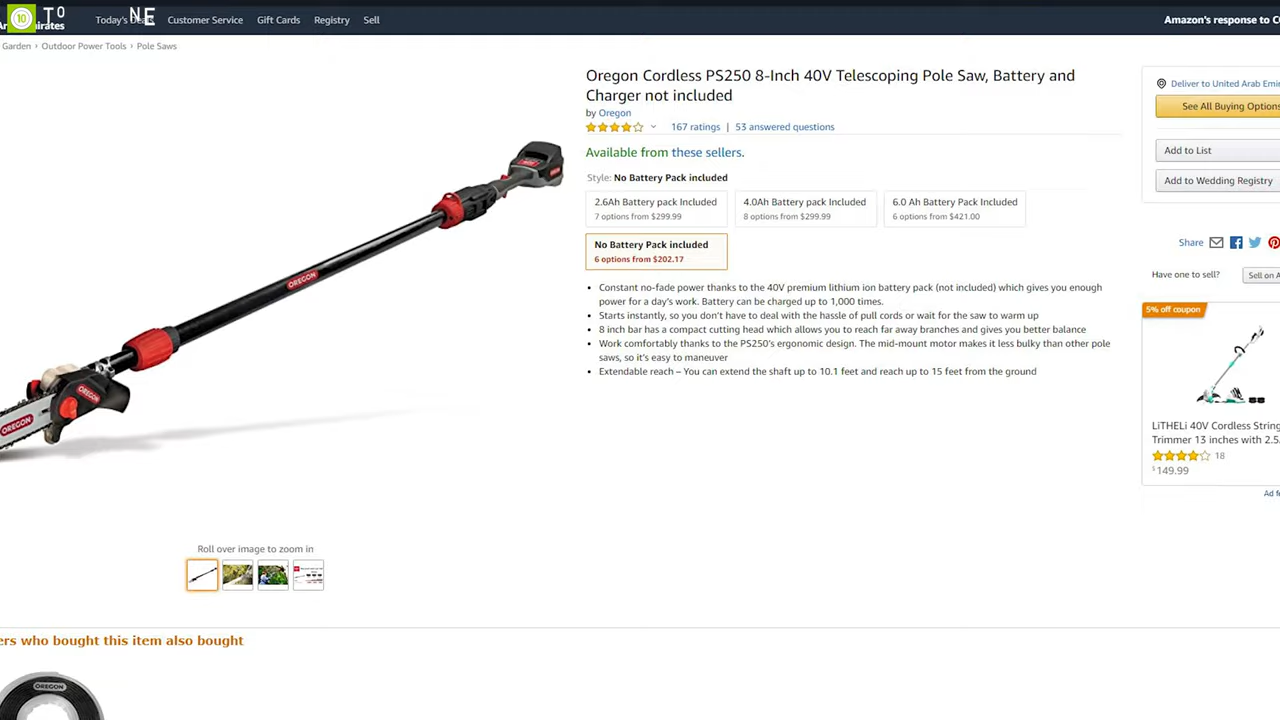 10 TO NE
Today's Deals Customer Service Gift Cards Registry Sell
Amazon's response to C
Emirates
Garden › Outdoor Power Tools › Pole Saws
Oregon Cordless PS250 8-Inch 40V Telescoping Pole Saw, Battery and
Charger not included
by Oregon
167 ratings | 53 answered questions
Available from these sellers.
Style: No Battery Pack included
2.6Ah Battery pack Included
7 options from $299.99
4.0Ah Battery pack Included
8 options from $299.99
6.0 Ah Battery pack Included
6 options from $421.00
No Battery Pack included
6 options from $202.17
• Constant no-fade power thanks to the 40V premium lithium ion battery pack (not included) which gives you enough
power for a day's work. Battery can be charged up to 1,000 times.
• Starts instantly, so you don't have to deal with the hassle of pull cords or wait for the saw to warm up
• 8 inch bar has a compact cutting head which allows you to reach far away branches and gives you better balance
• Work comfortably thanks to the PS250's ergonomic design. The mid-mount motor makes it less bulky than other pole
saws, so it's easy to maneuver
• Extendable reach – You can extend the shaft up to 10.1 feet and reach up to 15 feet from the ground
Deliver to United Arab Emi
See All Buying Options
Add to List
Add to Wedding Registry
Share
Have one to sell?
Sell on A
5% off coupon
LiTHELi 40V Cordless String
Trimmer 13 inches with 2.5
18
$149.99
Ad fe
OREGON
OREGON
OREGON
Roll over image to zoom in
ers who bought this item also bought
OREGON